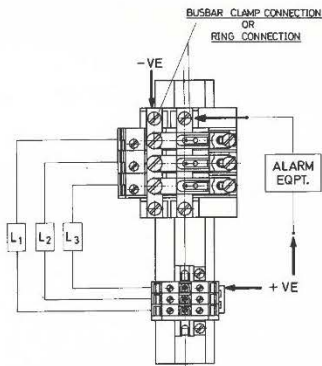 BUSBAR CLAMP CONNECTION
OR
RING CONNECTION
-VE
ALARM
EQPT.
L1
L2
L3
+VE